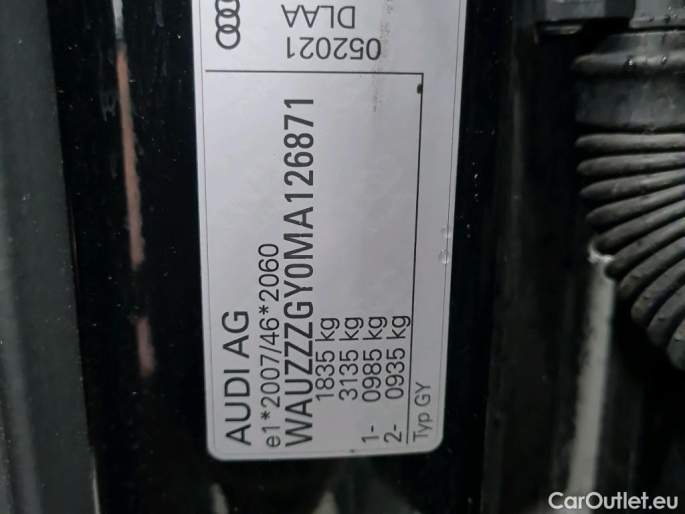 AUDI AG
e1*2007/46*2060
WAUZZZGY0MA126871
1835 kg
3135 kg
1- 0985 kg
2- 0935 kg
Typ GY
052021
DLAA
CarOutlet.eu